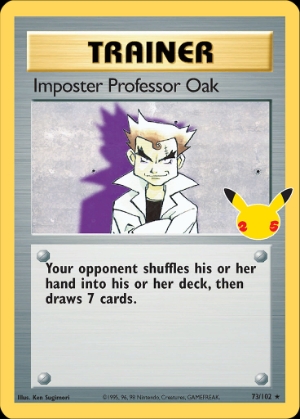 TRAINER
Imposter Professor Oak
25
Your opponent shuffles his or her
hand into his or her deck, then
draws 7 cards.
Illus. Ken Sugimori
©1995, 96, 98 Nintendo, Creatures, GAMEFREAK.
73/102 ★